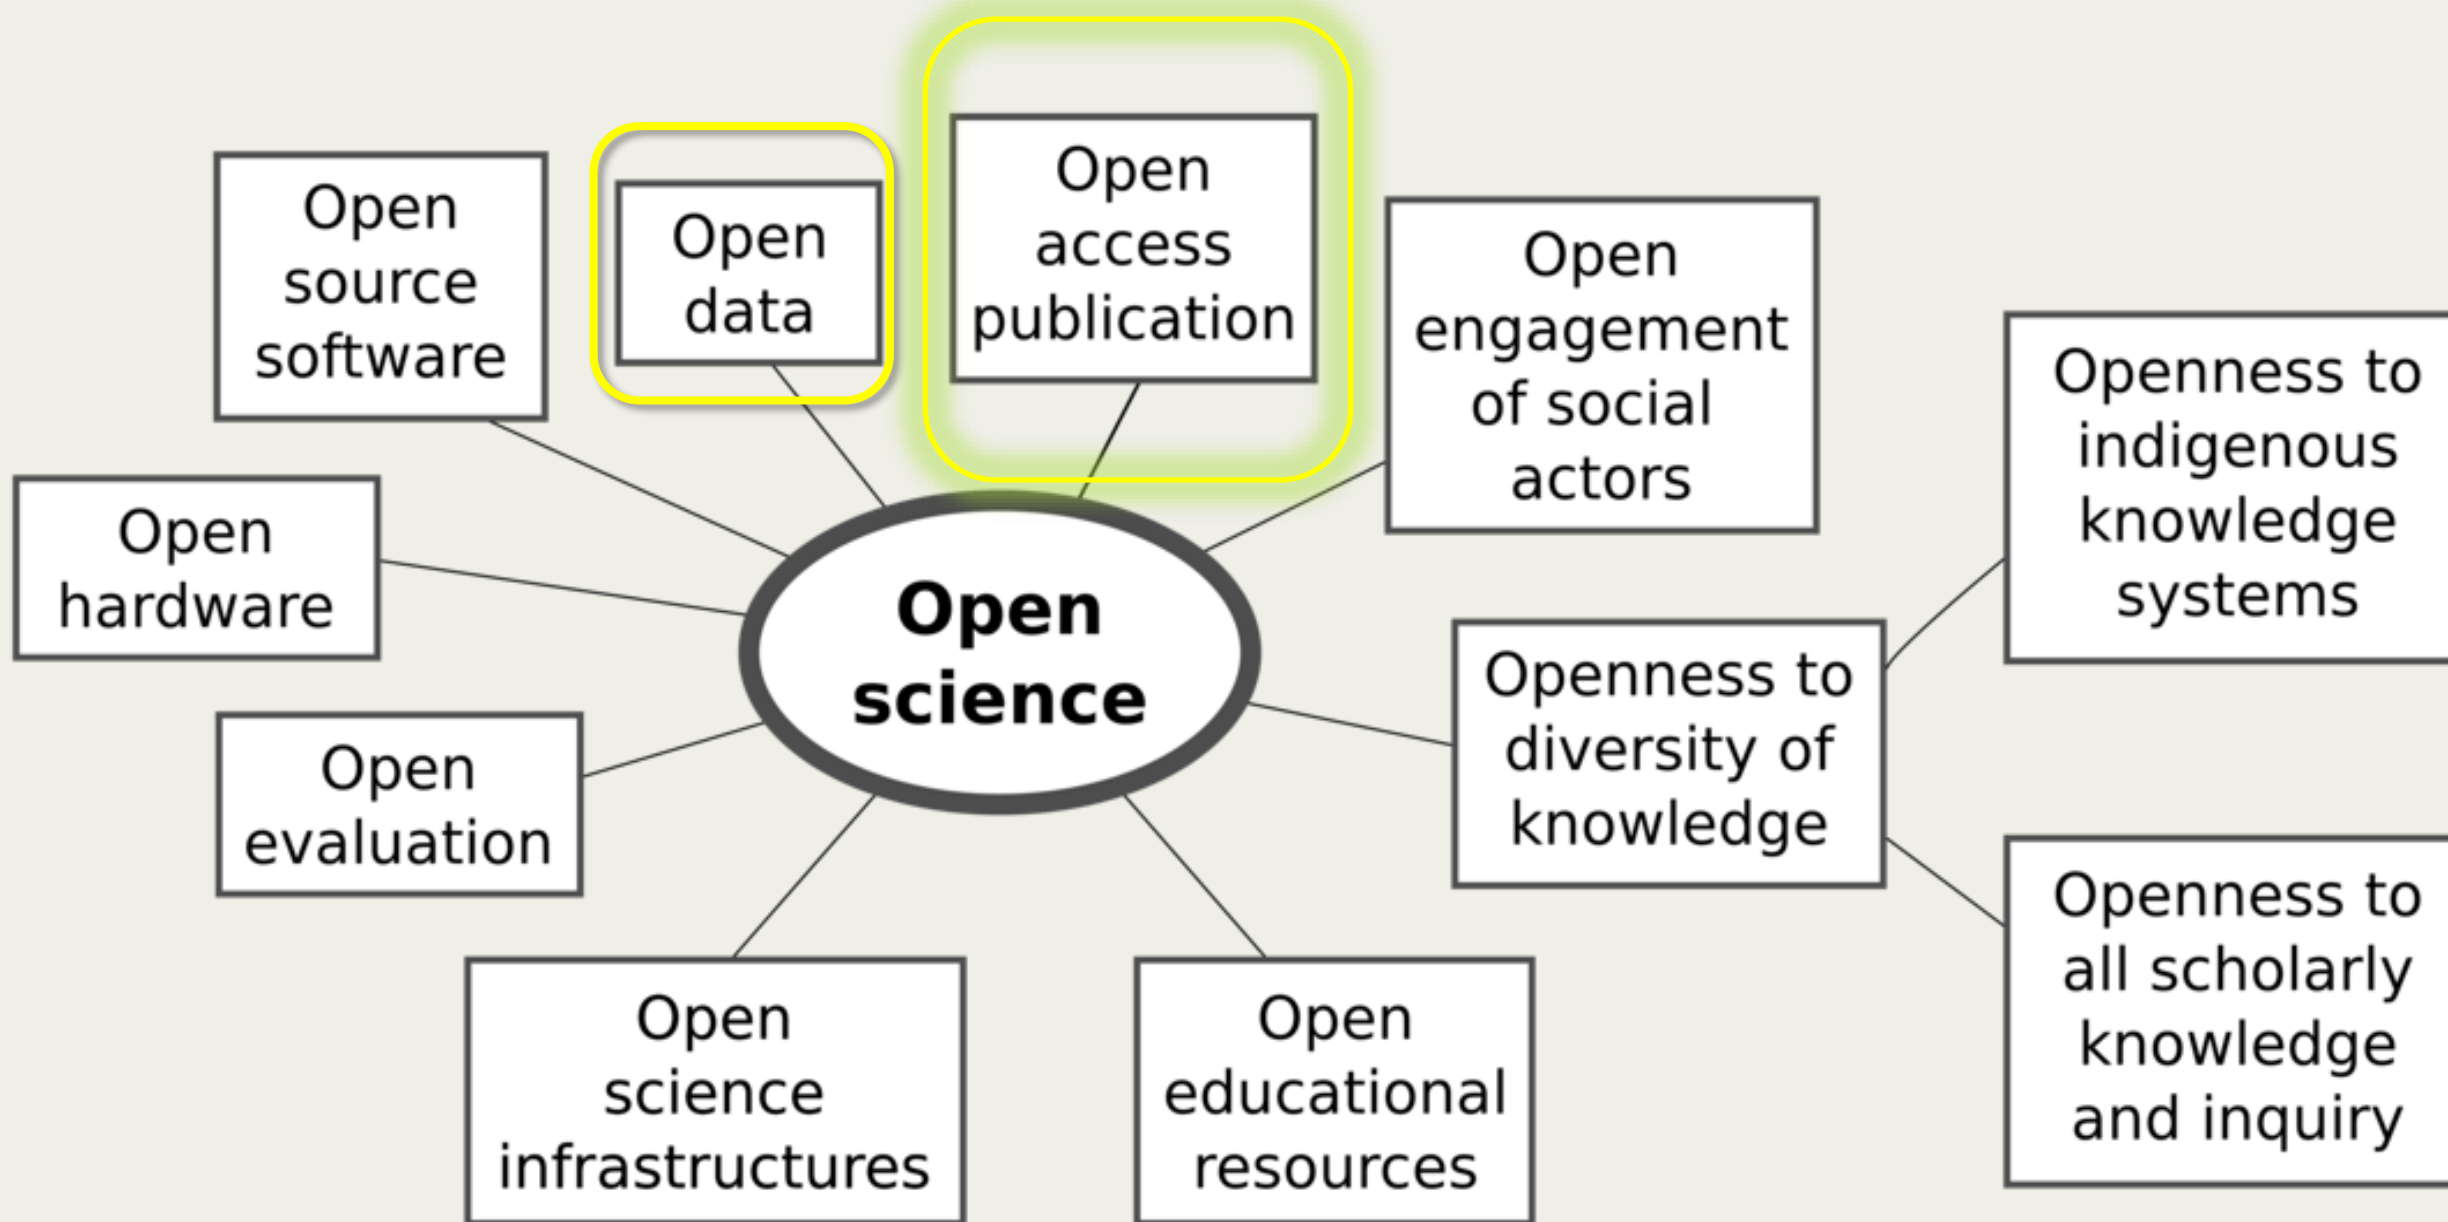 Open
source
software
Open
data
Open
access
publication
Open
engagement
of social
actors
Openness to
indigenous
knowledge
systems
Open
hardware
Open
science
Openness to
diversity of
knowledge
Open
evaluation
Openness to
all scholarly
knowledge
and inquiry
Open
science
infrastructures
Open
educational
resources